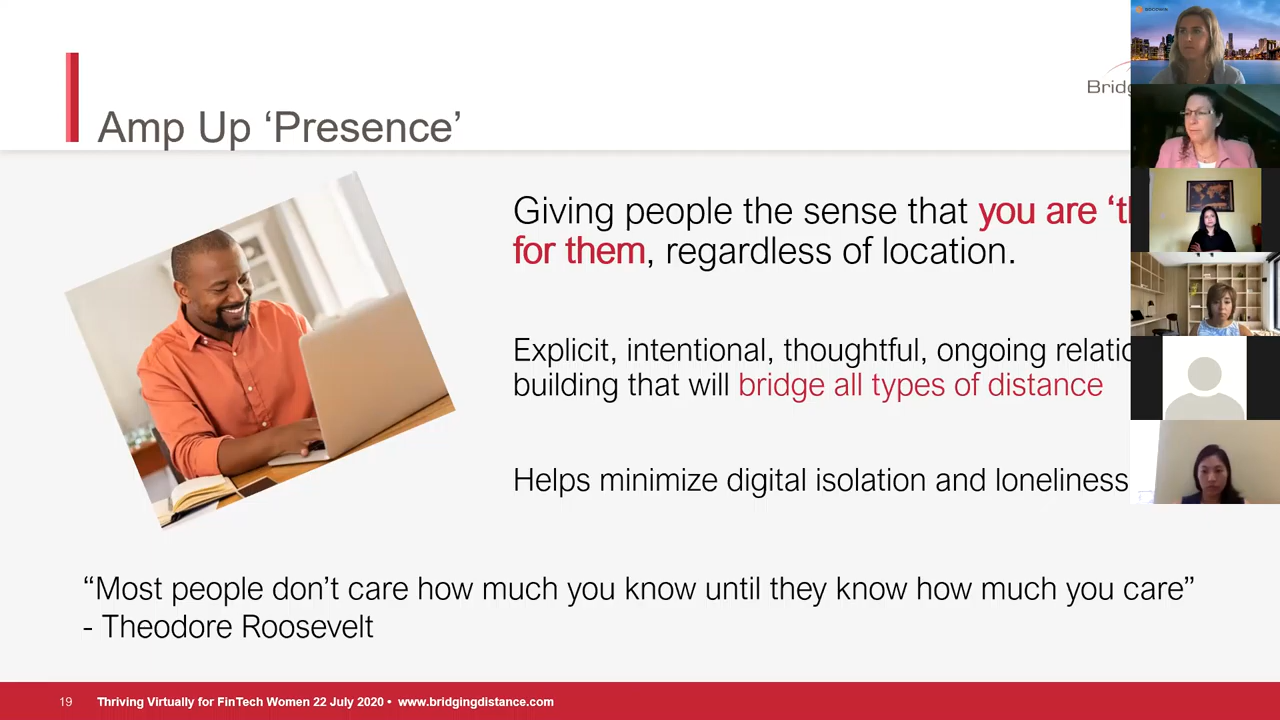 Amp Up ‘Presence’
Bridg
Giving people the sense that you are ‘th
for them, regardless of location.
Explicit, intentional, thoughtful, ongoing relatio
building that will bridge all types of distance
Helps minimize digital isolation and loneliness
“Most people don’t care how much you know until they know how much you care”
- Theodore Roosevelt
19 Thriving Virtually for FinTech Women 22 July 2020 • www.bridgingdistance.com